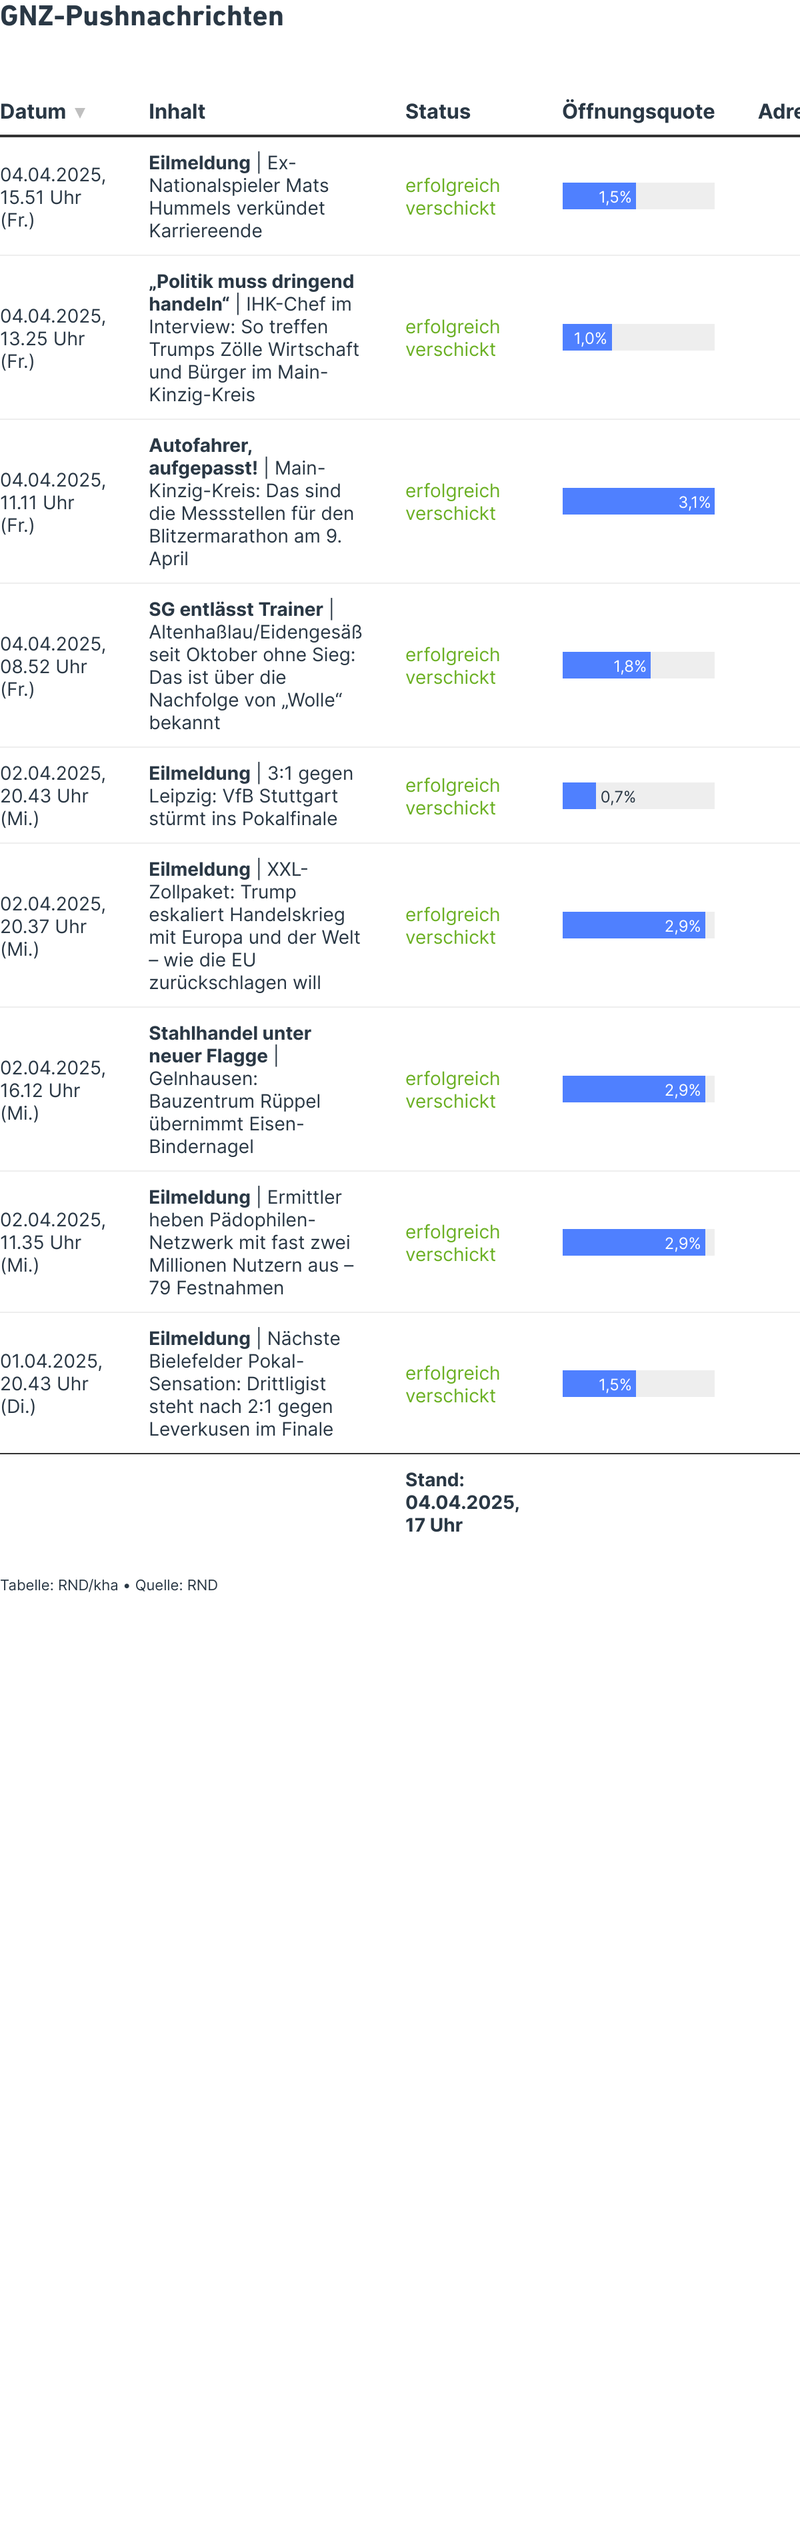 GNZ-Pushnachrichten
Datum ▼ Inhalt Status Öffnungsquote Adre
04.04.2025,
15.51 Uhr
(Fr.)
Eilmeldung | Ex-
Nationalspieler Mats
Hummels verkündet
Karriereende
erfolgreich
verschickt
1,5%
04.04.2025,
13.25 Uhr
(Fr.)
„Politik muss dringend
handeln“ | IHK-Chef im
Interview: So treffen
Trumps Zölle Wirtschaft
und Bürger im Main-
Kinzig-Kreis
erfolgreich
verschickt
1,0%
04.04.2025,
11.11 Uhr
(Fr.)
Autofahrer,
aufgepasst! | Main-
Kinzig-Kreis: Das sind
die Messstellen für den
Blitzermarathon am 9.
April
erfolgreich
verschickt
3,1%
04.04.2025,
08.52 Uhr
(Fr.)
SG entlässt Trainer |
Altenhaßlau/Eidengesäß
seit Oktober ohne Sieg:
Das ist über die
Nachfolge von „Wolle“
bekannt
erfolgreich
verschickt
1,8%
02.04.2025,
20.43 Uhr
(Mi.)
Eilmeldung | 3:1 gegen
Leipzig: VfB Stuttgart
stürmt ins Pokalfinale
erfolgreich
verschickt
0,7%
02.04.2025,
20.37 Uhr
(Mi.)
Eilmeldung | XXL-
Zollpaket: Trump
eskaliert Handelskrieg
mit Europa und der Welt
– wie die EU
zurückschlagen will
erfolgreich
verschickt
2,9%
02.04.2025,
16.12 Uhr
(Mi.)
Stahlhandel unter
neuer Flagge |
Gelnhausen:
Bauzentrum Rüppel
übernimmt Eisen-
Bindernagel
erfolgreich
verschickt
2,9%
02.04.2025,
11.35 Uhr
(Mi.)
Eilmeldung | Ermittler
heben Pädophilen-
Netzwerk mit fast zwei
Millionen Nutzern aus –
79 Festnahmen
erfolgreich
verschickt
2,9%
01.04.2025,
20.43 Uhr
(Di.)
Eilmeldung | Nächste
Bielefelder Pokal-
Sensation: Drittligist
steht nach 2:1 gegen
Leverkusen im Finale
erfolgreich
verschickt
1,5%
Stand:
04.04.2025,
17 Uhr
Tabelle: RND/kha • Quelle: RND